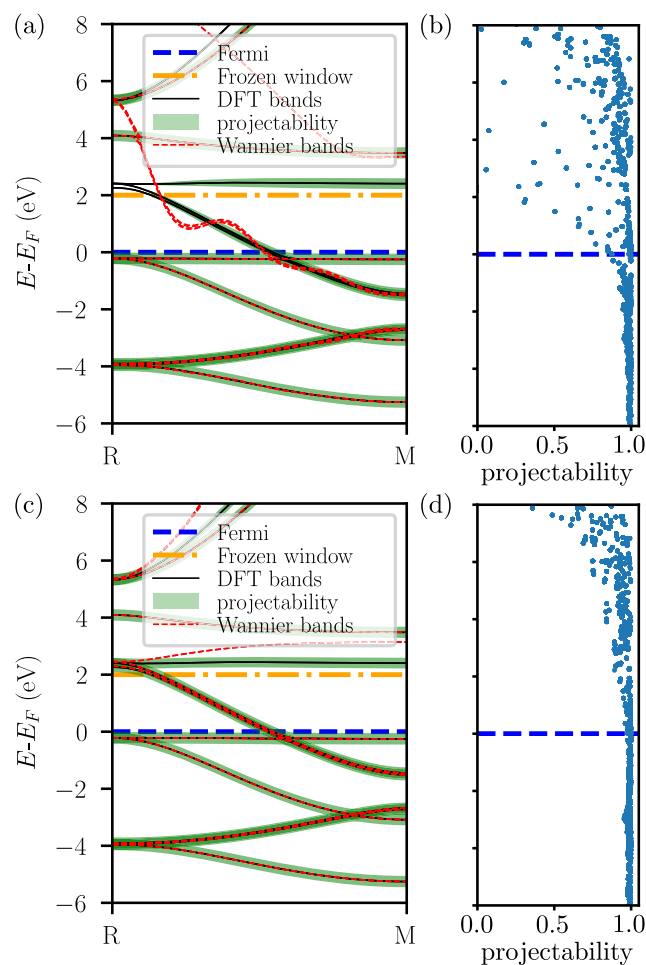 (a)
(b)
8
6
4
2
0
−2
−4
−6
E-E_F (eV)
Fermi
Frozen window
DFT bands
projectability
Wannier bands
R
M
0.0
0.5
1.0
projectability
(c)
(d)
8
6
4
2
0
−2
−4
−6
E-E_F (eV)
Fermi
Frozen window
DFT bands
projectability
Wannier bands
R
M
0.0
0.5
1.0
projectability